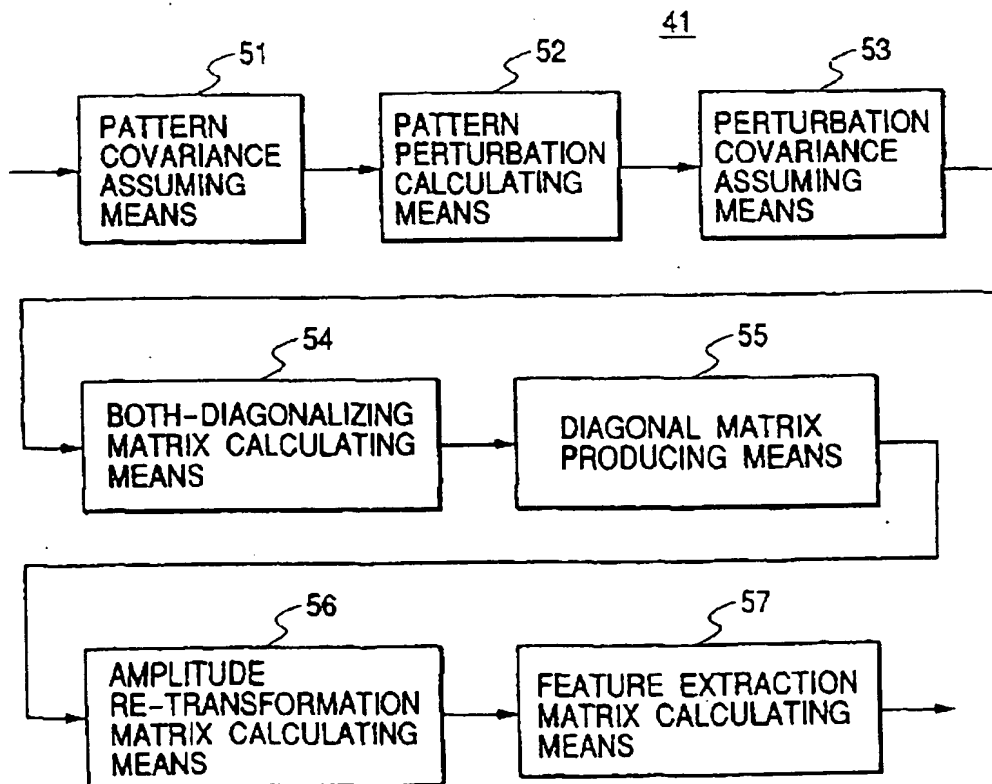 41
51
52
53
PATTERN
COVARIANCE
ASSUMING
MEANS
PATTERN
PERTURBATION
CALCULATING
MEANS
PERTURBATION
COVARIANCE
ASSUMING
MEANS
54
55
BOTH-DIAGONALIZING
MATRIX CALCULATING
MEANS
DIAGONAL MATRIX
PRODUCING MEANS
56
57
AMPLITUDE
RE-TRANSFORMATION
MATRIX CALCULATING
MEANS
FEATURE EXTRACTION
MATRIX CALCULATING
MEANS